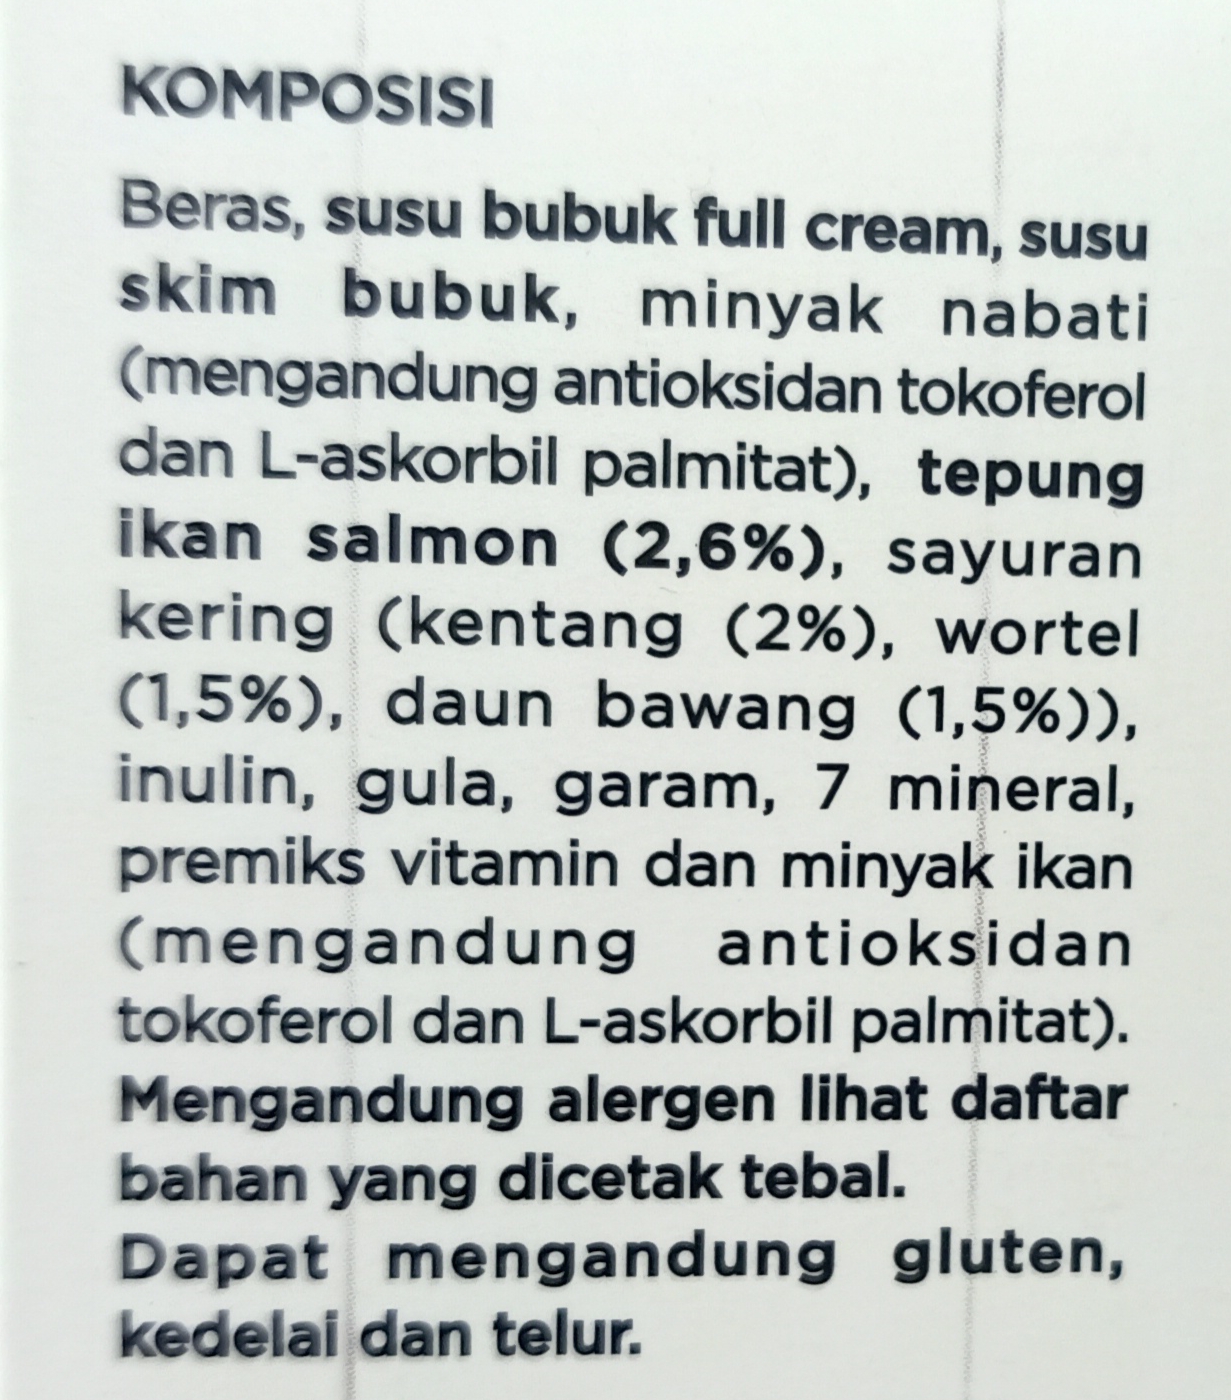 KOMPOSISI
Beras, susu bubuk full cream, susu
skim bubuk, minyak nabati
(mengandung antioksidan tokoferol
dan L-askorbil palmitat), tepung
ikan salmon (2,6%), sayuran
kering (kentang (2%), wortel
(1,5%), daun bawang (1,5%)),
inulin, gula, garam, 7 mineral,
premiks vitamin dan minyak ikan
(mengandung antioksidan
tokoferol dan L-askorbil palmitat).
Mengandung alergen lihat daftar
bahan yang dicetak tebal.
Dapat mengandung gluten,
kedelai dan telur.